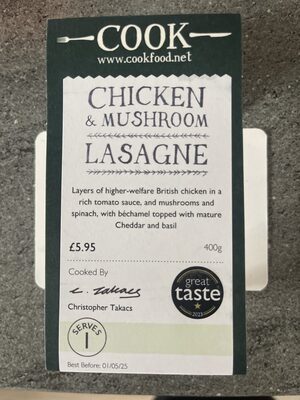 COOK
www.cookfood.net
CHICKEN
& MUSHROOM
LASAGNE
Layers of higher-welfare British chicken in a
rich tomato sauce, and mushrooms and
spinach, with béchamel topped with mature
Cheddar and basil
£5.95 400g
Cooked By
C. Takacs
Christopher Takacs
great
taste
2023
SERVES
1
Best Before: 01/05/25